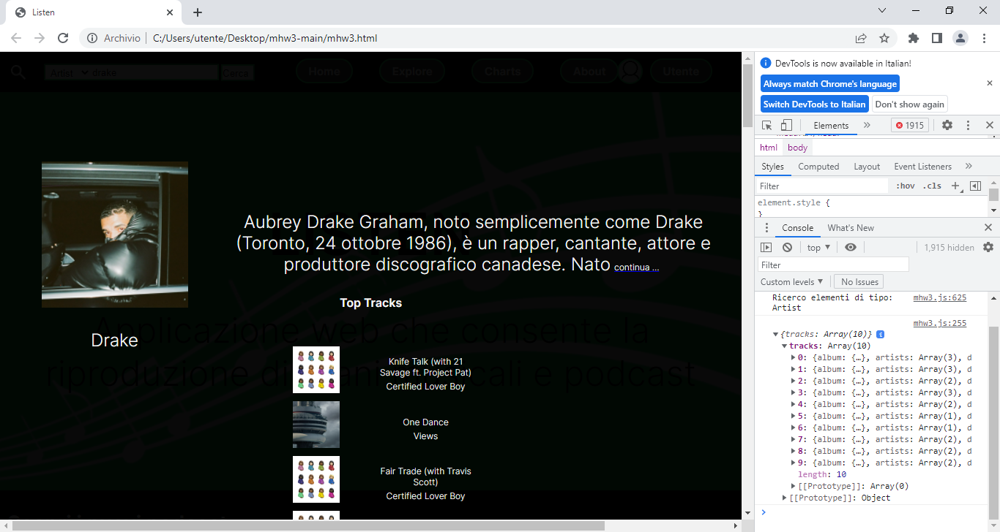 Listen
Archivio
C:/Users/utente/Desktop/mhw3-main/mhw3.html
Artist drake Cerca Home Explore Charts About Utente
Aubrey Drake Graham, noto semplicemente come Drake
(Toronto, 24 ottobre 1986), è un rapper, cantante, attore e
produttore discografico canadese. Nato continua ...
Top Tracks
Applicazione web che consente la
Drake
riproduzione di brani musicali e podcast
Knife Talk (with 21
Savage ft. Project Pat)
Certified Lover Boy
One Dance
Views
Fair Trade (with Travis
Scott)
Certified Lover Boy
DevTools is now available in Italian!
Always match Chrome's language
Switch DevTools to Italian Don't show again
Elements 1915
html body
Styles Computed Layout Event Listeners
Filter :hov .cls
element.style {
}
Console What's New
top 1,915 hidden
Filter
Custom levels No Issues
Ricerco elementi di tipo: mhw3.js:625
Artist
mhw3.js:255
{tracks: Array(10)}
tracks: Array(10)
0: {album: {…}, artists: Array(3), d
1: {album: {…}, artists: Array(3), d
2: {album: {…}, artists: Array(2), d
3: {album: {…}, artists: Array(3), d
4: {album: {…}, artists: Array(2), d
5: {album: {…}, artists: Array(1), d
6: {album: {…}, artists: Array(1), d
7: {album: {…}, artists: Array(2), d
8: {album: {…}, artists: Array(2), d
9: {album: {…}, artists: Array(2), d
length: 10
[[Prototype]]: Array(0)
[[Prototype]]: Object